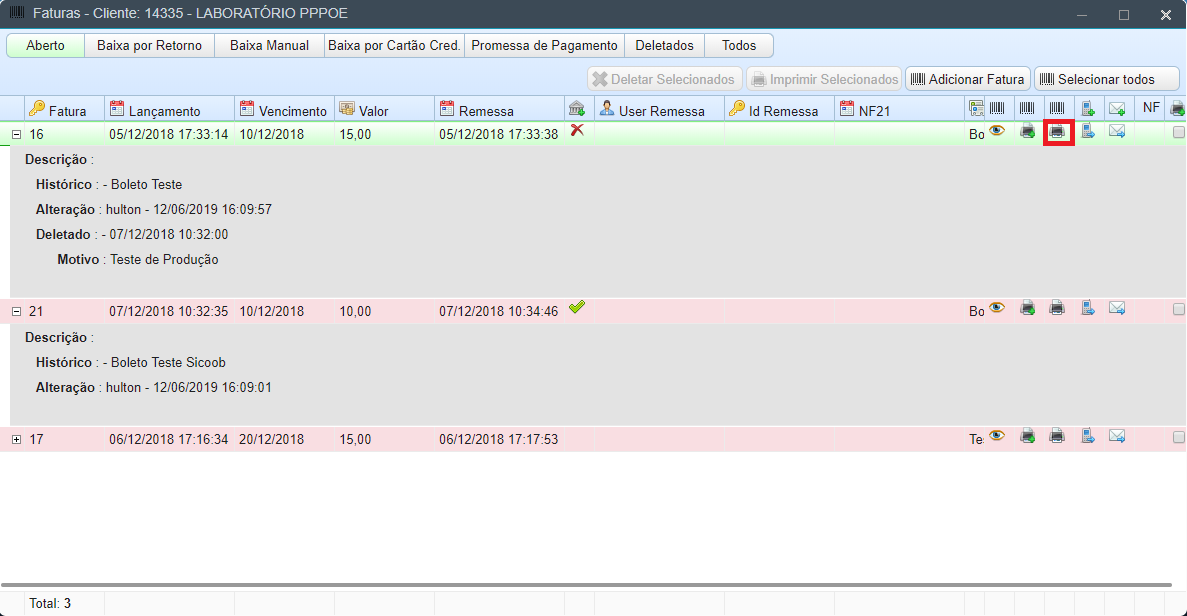 Faturas - Cliente: 14335 - LABORATÓRIO PPPOE
Aberto Baixa por Retorno Baixa Manual Baixa por Cartão Cred. Promessa de Pagamento Deletados Todos
Deletar Selecionados Imprimir Selecionados Adicionar Fatura Selecionar todos
Fatura Lançamento Vencimento Valor Remessa User Remessa Id Remessa NF21 NF
16 05/12/2018 17:33:14 10/12/2018 15,00 05/12/2018 17:33:38 Bo
Descrição :
Histórico : - Boleto Teste
Alteração : hulton - 12/06/2019 16:09:57
Deletado : - 07/12/2018 10:32:00
Motivo : Teste de Produção
21 07/12/2018 10:32:35 10/12/2018 10,00 07/12/2018 10:34:46 Bo
Descrição :
Histórico : - Boleto Teste Sicoob
Alteração : hulton - 12/06/2019 16:09:01
17 06/12/2018 17:16:34 20/12/2018 15,00 06/12/2018 17:17:53 Te
Total: 3